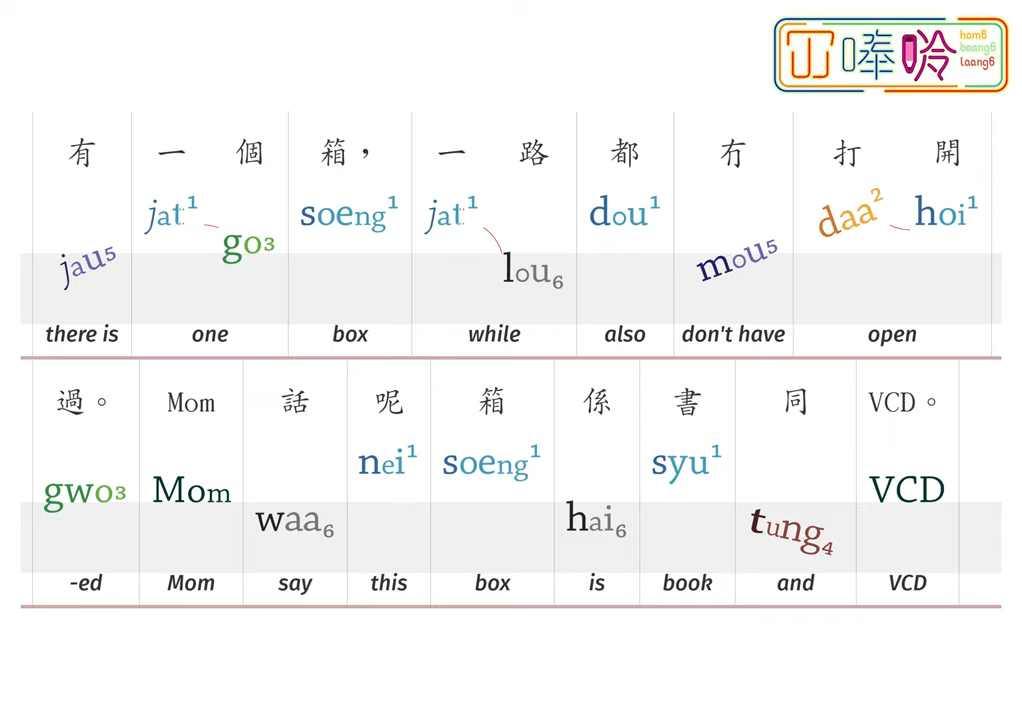 冚唪唥
ham6
baang6
laang6
有 一 個 箱, 一 路 都 冇 打 開
jau5 jat1 go3 soeng1 jat1 lou6 dou1 mou5 daa2 hoi1
there is one box while also don't have open
過。 Mom 話 呢 箱 係 書 同 VCD。
gwo3 Mom waa6 nei1 soeng1 hai6 syu1 tung4 VCD
-ed Mom say this box is book and VCD